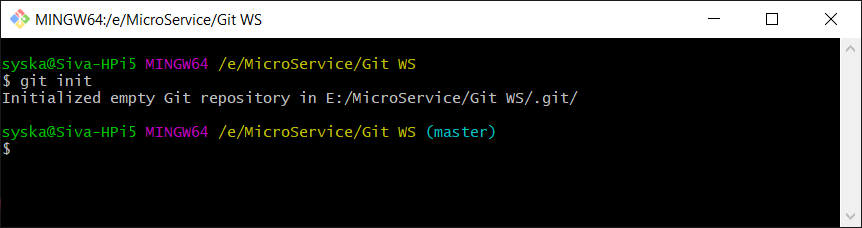 MINGW64:/e/MicroService/Git WS
syska@Siva-HPi5 MINGW64 /e/MicroService/Git WS
$ git init
Initialized empty Git repository in E:/MicroService/Git WS/.git/
syska@Siva-HPi5 MINGW64 /e/MicroService/Git WS (master)
$